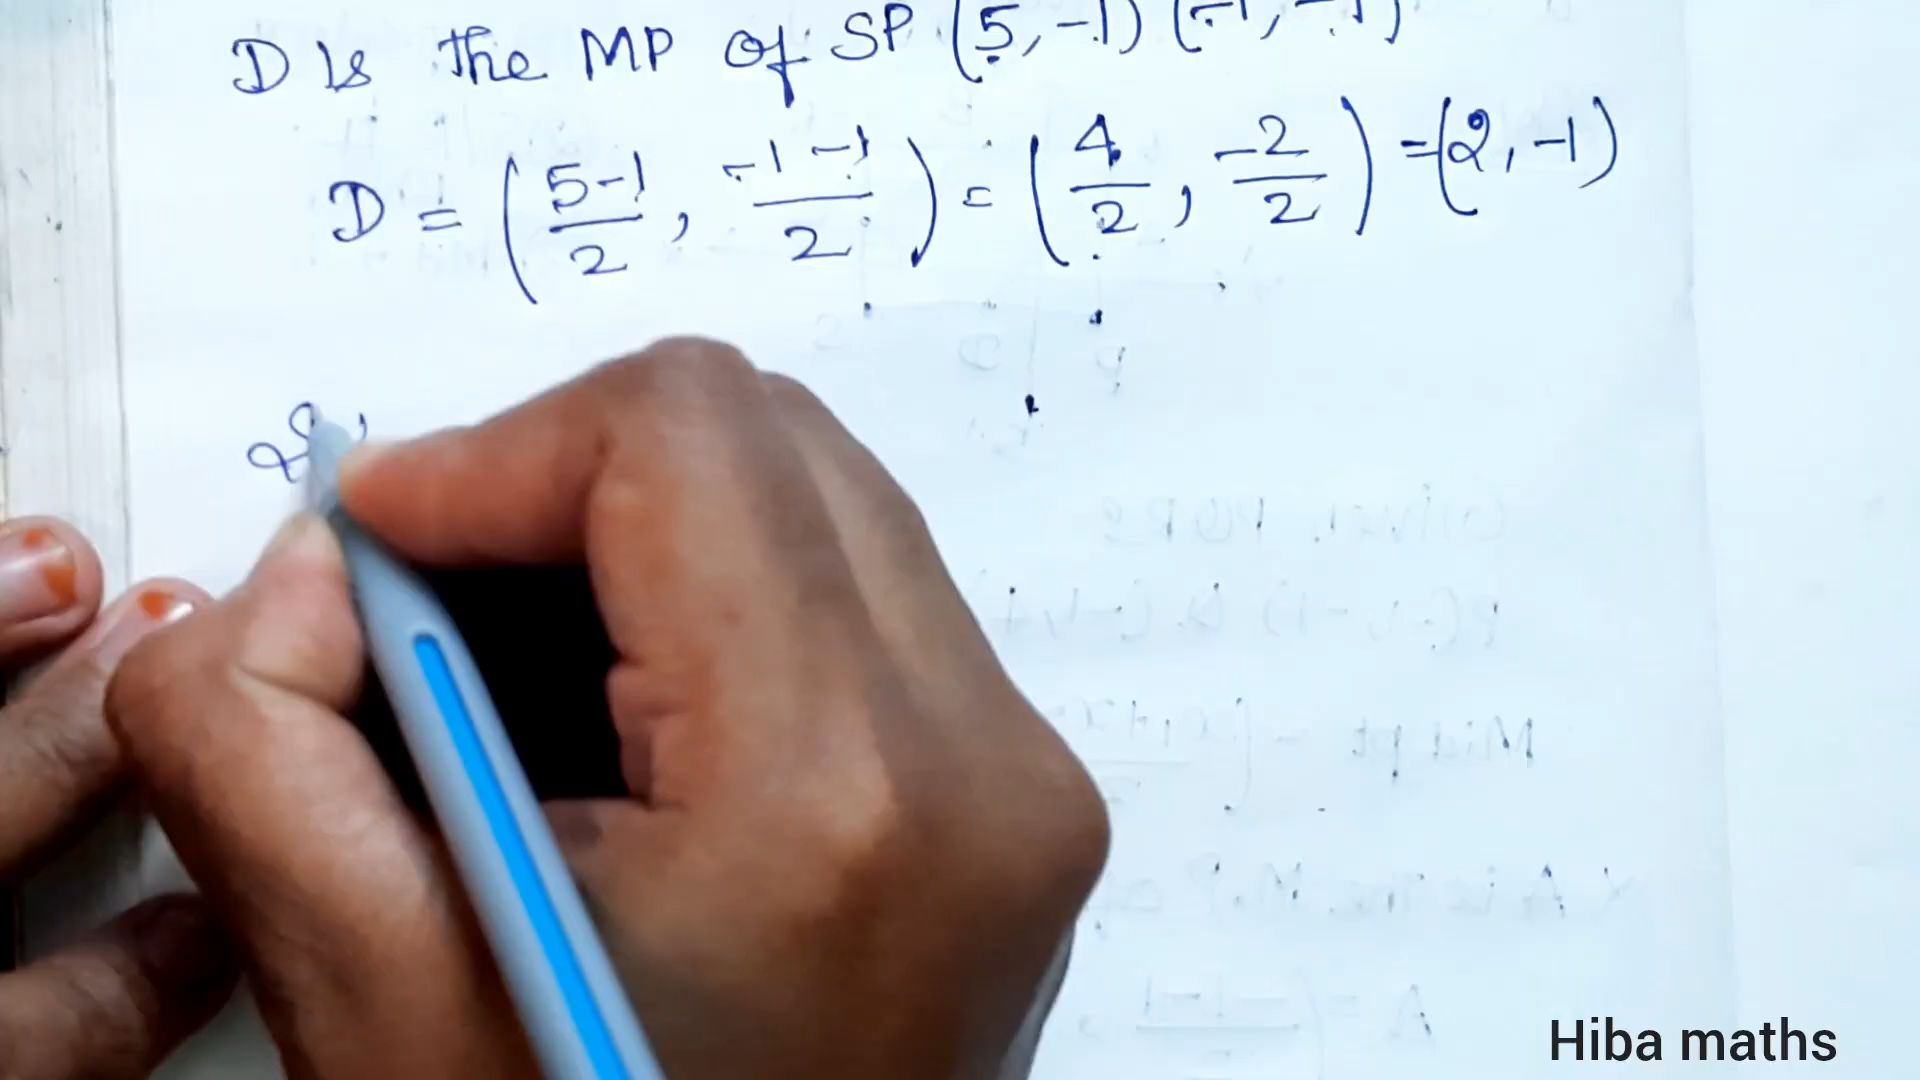 D is the MP of SP (5, -1) (-1, -1)
D = (5-1/2, -1-1/2) = (4/2, -2/2) = (2, -1)
Hiba maths